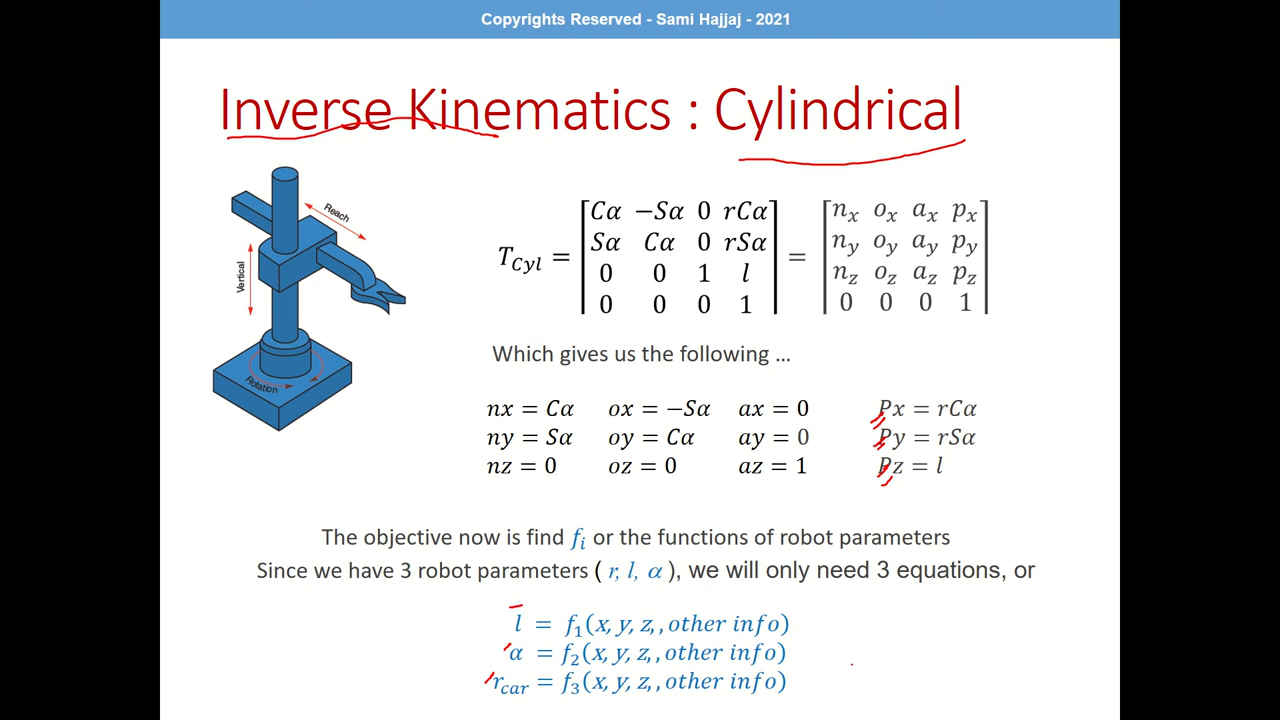 Copyrights Reserved - Sami Hajjaj - 2021
Inverse Kinematics : Cylindrical
Reach
Vertical
Rotation
T_Cyl = [Cα −Sα 0 rCα; Sα Cα 0 rSα; 0 0 1 l; 0 0 0 1] = [n_x o_x a_x p_x; n_y o_y a_y p_y; n_z o_z a_z p_z; 0 0 0 1]
Which gives us the following ...
nx = Cα ox = −Sα ax = 0 Px = rCα
ny = Sα oy = Cα ay = 0 Py = rSα
nz = 0 oz = 0 az = 1 Pz = l
The objective now is find f_i or the functions of robot parameters
Since we have 3 robot parameters ( r, l, α ), we will only need 3 equations, or
l = f_1(x, y, z, , other info)
α = f_2(x, y, z, , other info)
r_car = f_3(x, y, z, , other info)